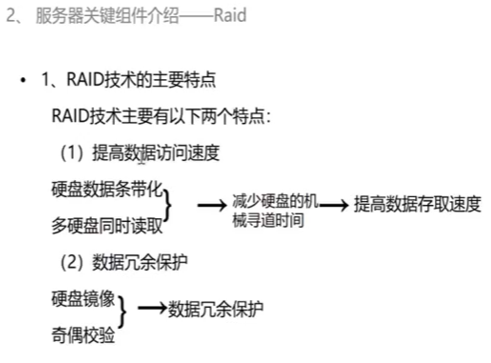 2、 服务器关键组件介绍——Raid
• 1、RAID技术的主要特点
RAID技术主要有以下两个特点：
（1）提高数据访问速度
硬盘数据条带化
多硬盘同时读取
减少硬盘的机
械寻道时间
提高数据存取速度
（2）数据冗余保护
硬盘镜像
奇偶校验
数据冗余保护